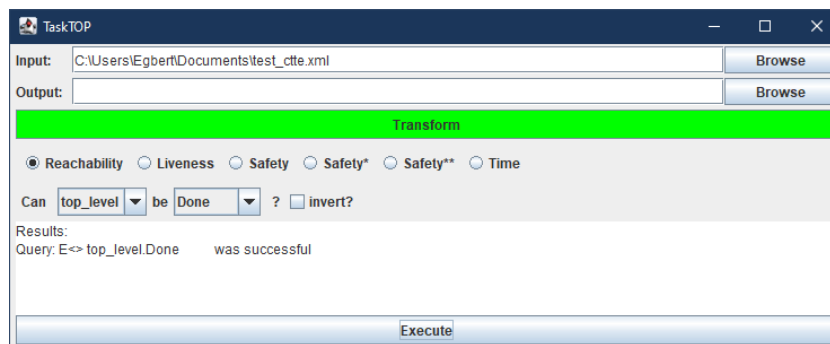 TaskTOP
Input: C:\Users\Egbert\Documents\test_ctte.xml Browse
Output: Browse
Transform
Reachability Liveness Safety Safety* Safety** Time
Can top_level be Done ? invert?
Results:
Query: E<> top_level.Done was successful
Execute